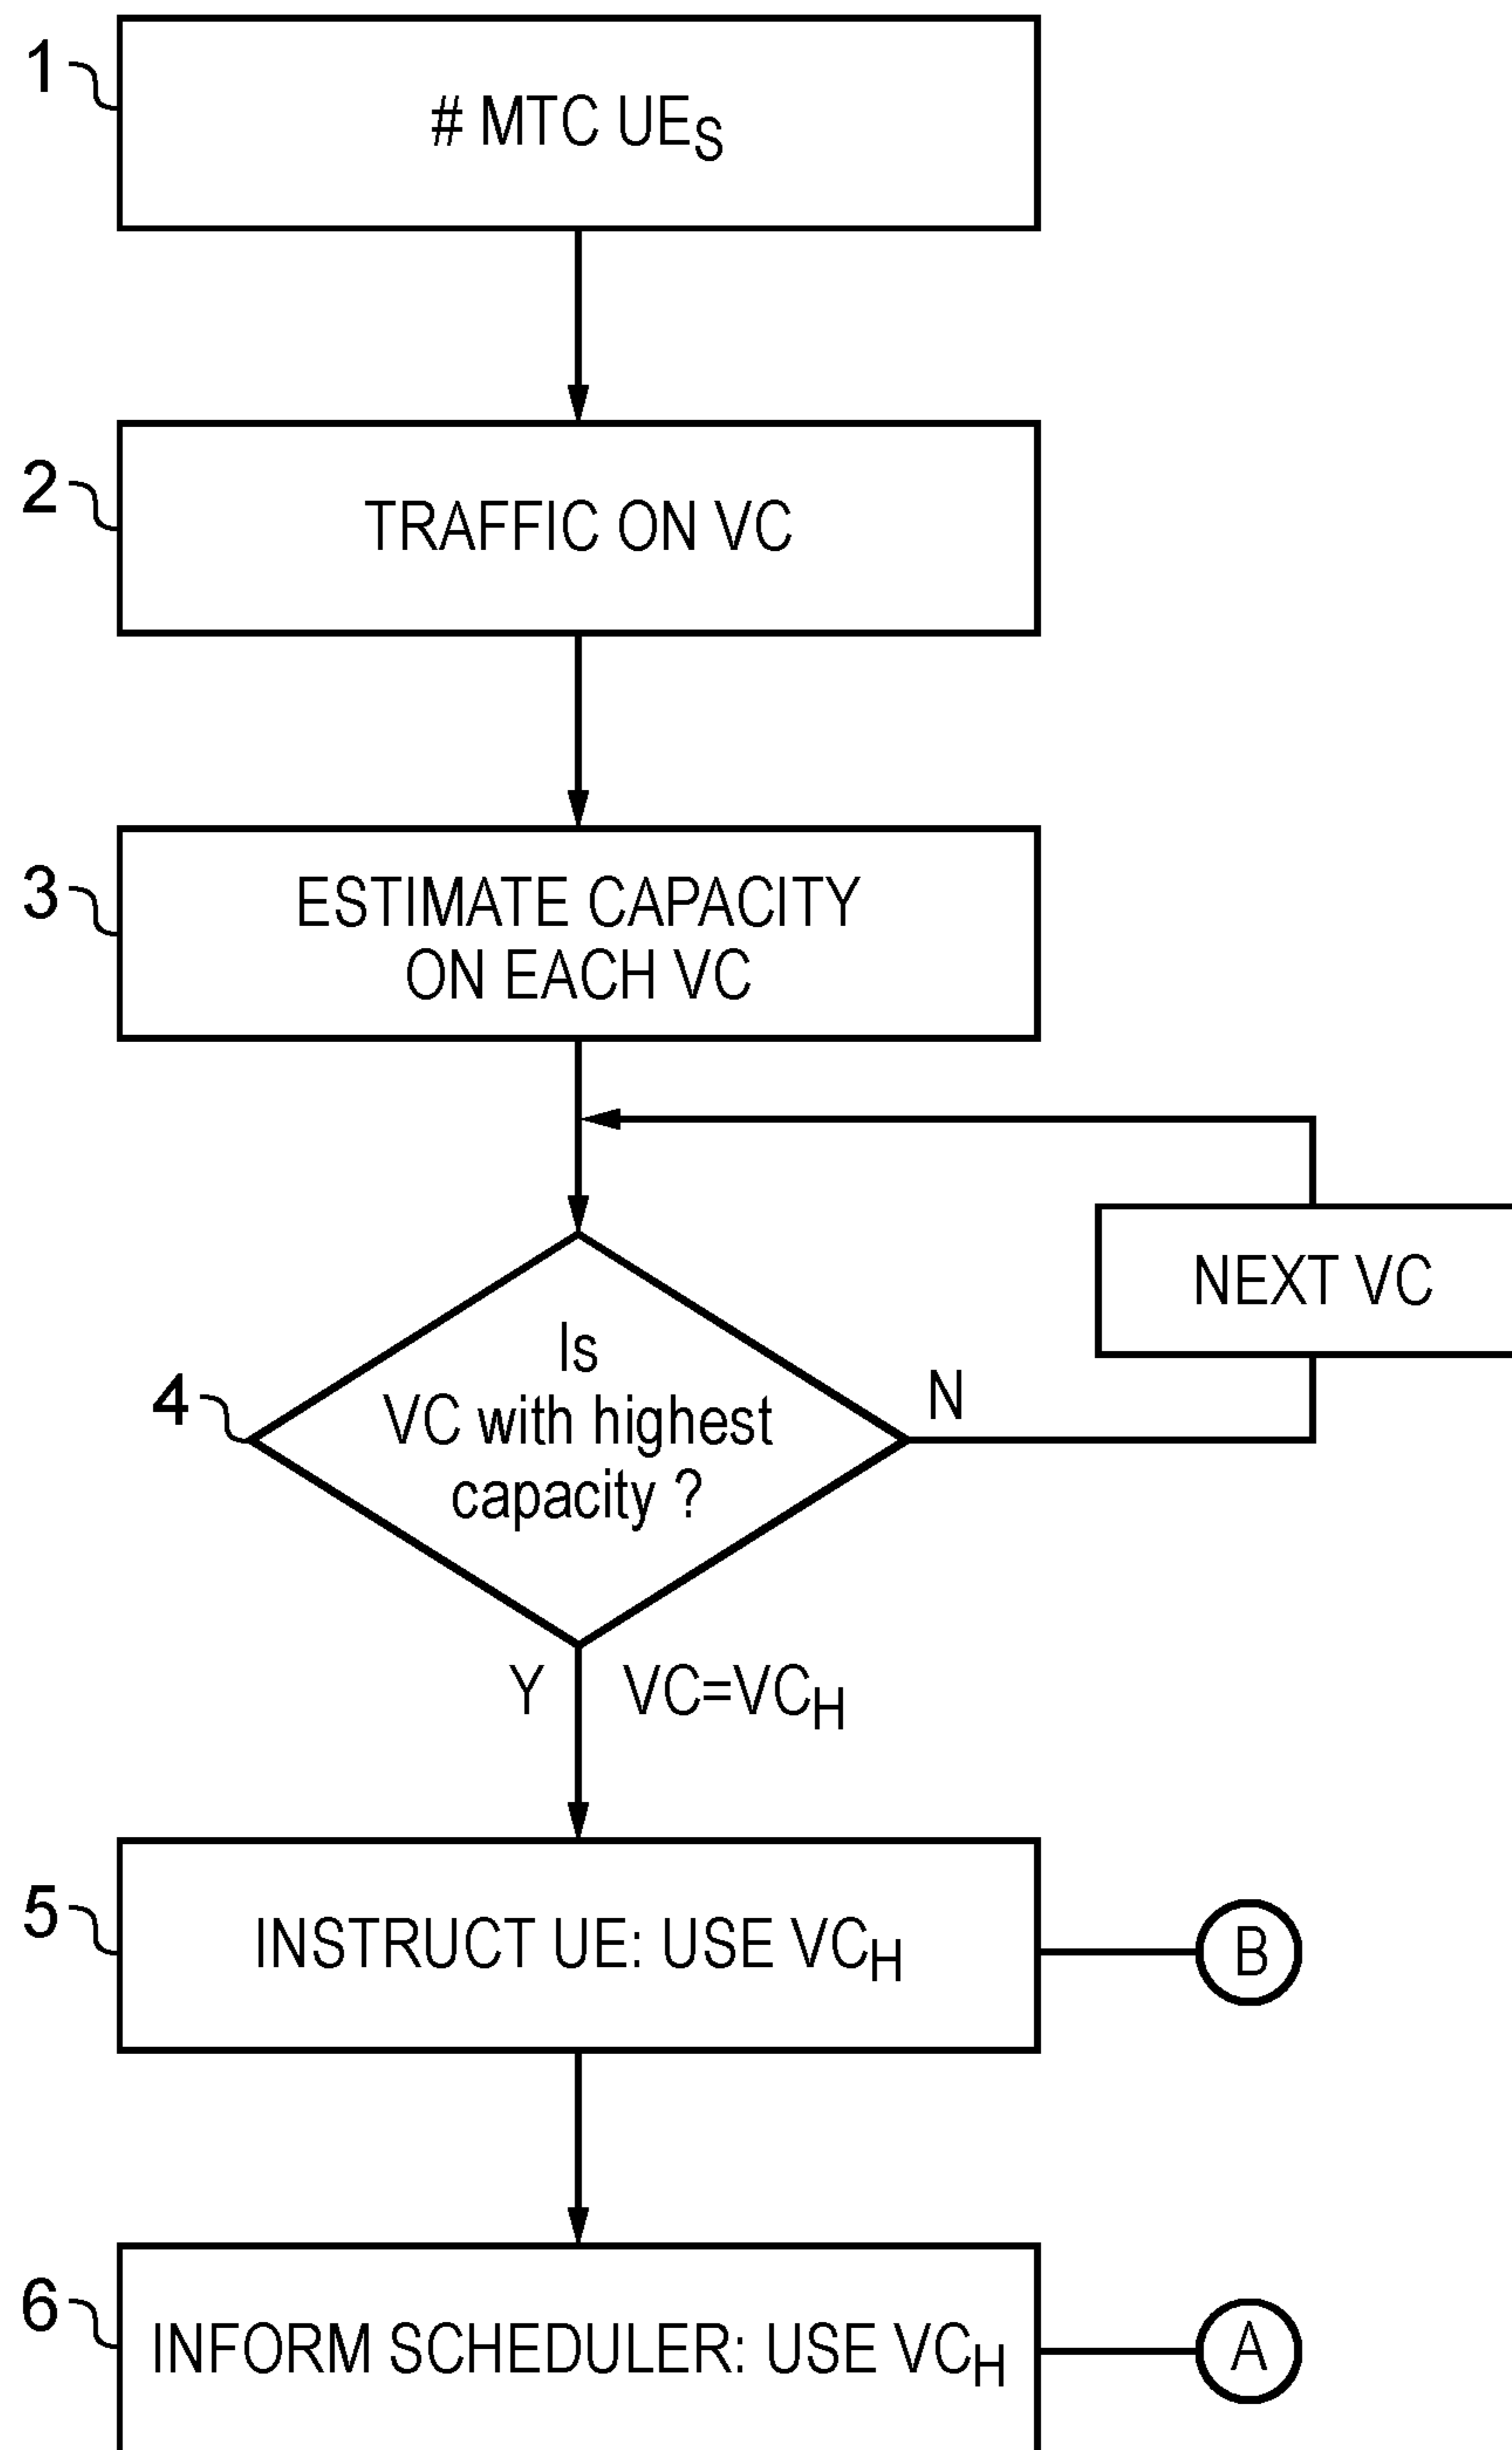 1
# MTC UES
2
TRAFFIC ON VC
3
ESTIMATE CAPACITY
ON EACH VC
NEXT VC
4
Is
VC with highest
capacity ?
N
Y
VC=VCH
5
INSTRUCT UE: USE VCH
B
6
INFORM SCHEDULER: USE VCH
A